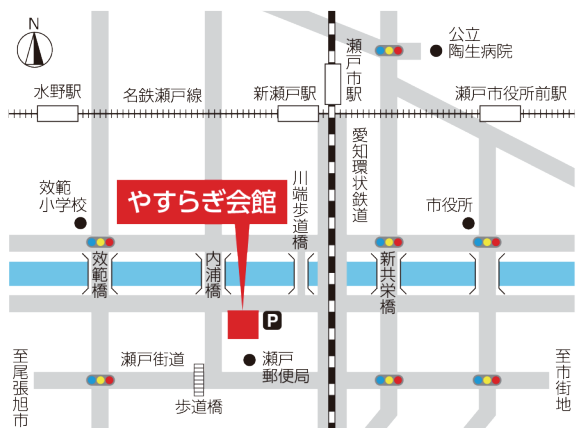 N
公立
陶生病院
瀬戸市駅
水野駅
名鉄瀬戸線
新瀬戸駅
瀬戸市役所前駅
愛知環状鉄道
効範
小学校
やすらぎ会館
川端歩道橋
市役所
効範橋
内浦橋
新共栄橋
P
瀬戸
郵便局
瀬戸街道
歩道橋
至尾張旭市
至市街地